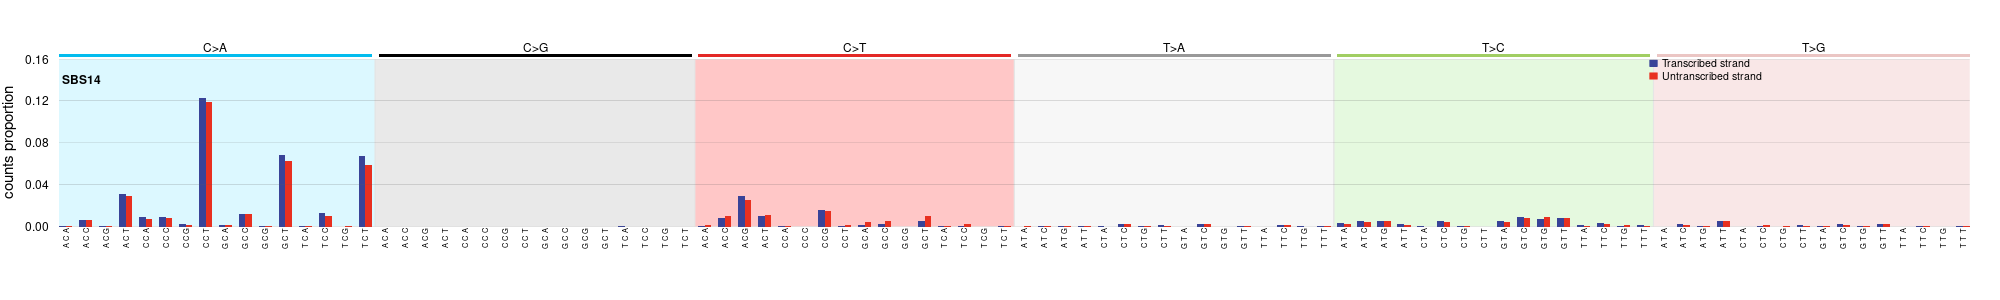 C>A C>G C>T T>A T>C T>G
0.16
SBS14
Transcribed strand
Untranscribed strand
0.12
counts proportion
0.08
0.04
0.00
ACA ACC ACG ACT CCA CCC CCG CCT GCA GCC GCG GCT TCA TCC TCG TCT ACA ACC ACG ACT CCA CCC CCG CCT GCA GCC GCG GCT TCA TCC TCG TCT ACA ACC ACG ACT CCA CCC CCG CCT GCA GCC GCG GCT TCA TCC TCG TCT ATA ATC ATG ATT CTA CTC CTG CTT GTA GTC GTG GTT TTA TTC TTG TTT ATA ATC ATG ATT CTA CTC CTG CTT GTA GTC GTG GTT TTA TTC TTG TTT ATA ATC ATG ATT CTA CTC CTG CTT GTA GTC GTG GTT TTA TTC TTG TTT